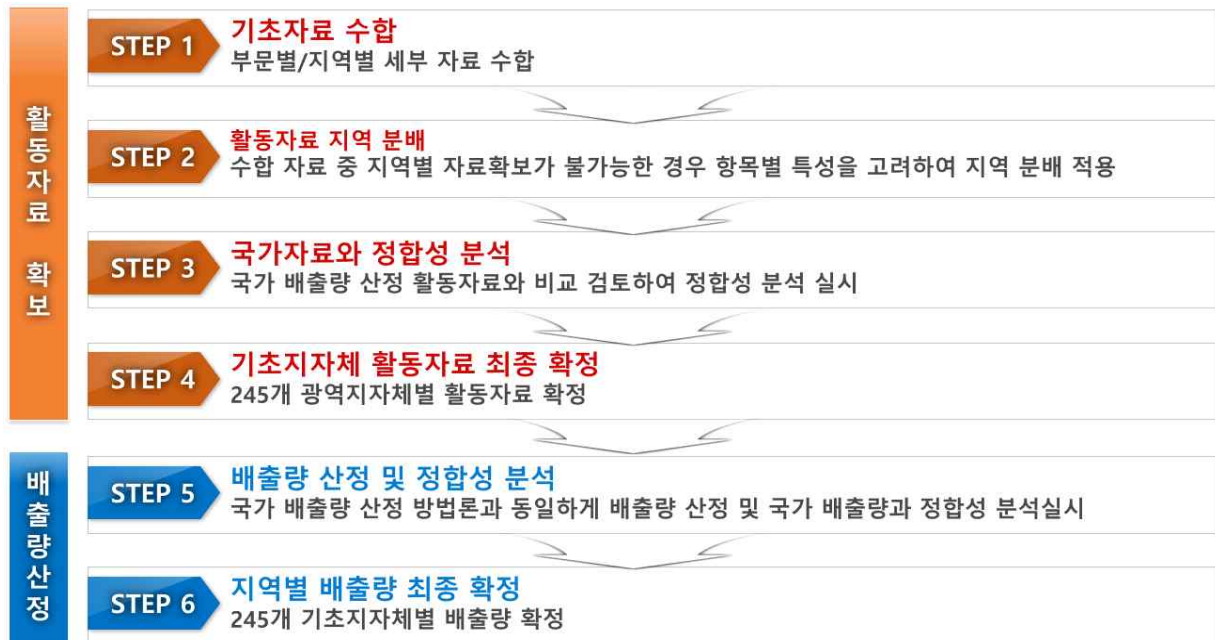 활동자료 확보
STEP 1
기초자료 수합
부문별/지역별 세부 자료 수합
STEP 2
활동자료 지역 분배
수합 자료 중 지역별 자료확보가 불가능한 경우 항목별 특성을 고려하여 지역 분배 적용
STEP 3
국가자료와 정합성 분석
국가 배출량 산정 활동자료와 비교 검토하여 정합성 분석 실시
STEP 4
기초지자체 활동자료 최종 확정
245개 광역지자체별 활동자료 확정
배출량산정
STEP 5
배출량 산정 및 정합성 분석
국가 배출량 산정 방법론과 동일하게 배출량 산정 및 국가 배출량과 정합성 분석실시
STEP 6
지역별 배출량 최종 확정
245개 기초지자체별 배출량 확정